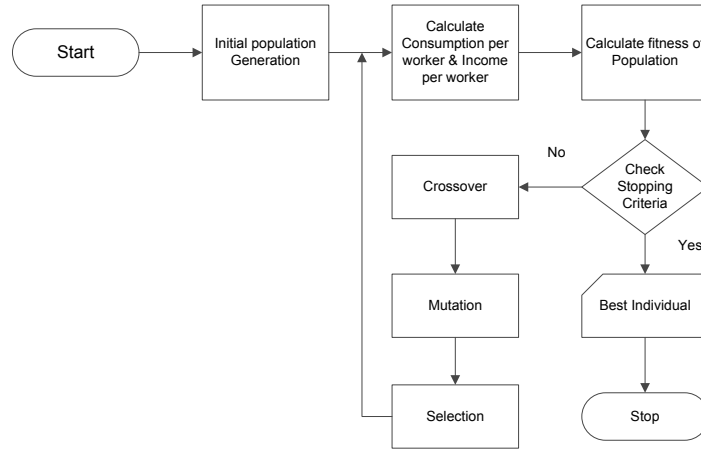 Start
Initial population
Generation
Calculate
Consumption per
worker & Income
per worker
Calculate fitness of
Population
No
Check
Stopping
Criteria
Crossover
Yes
Mutation
Best Individual
Selection
Stop